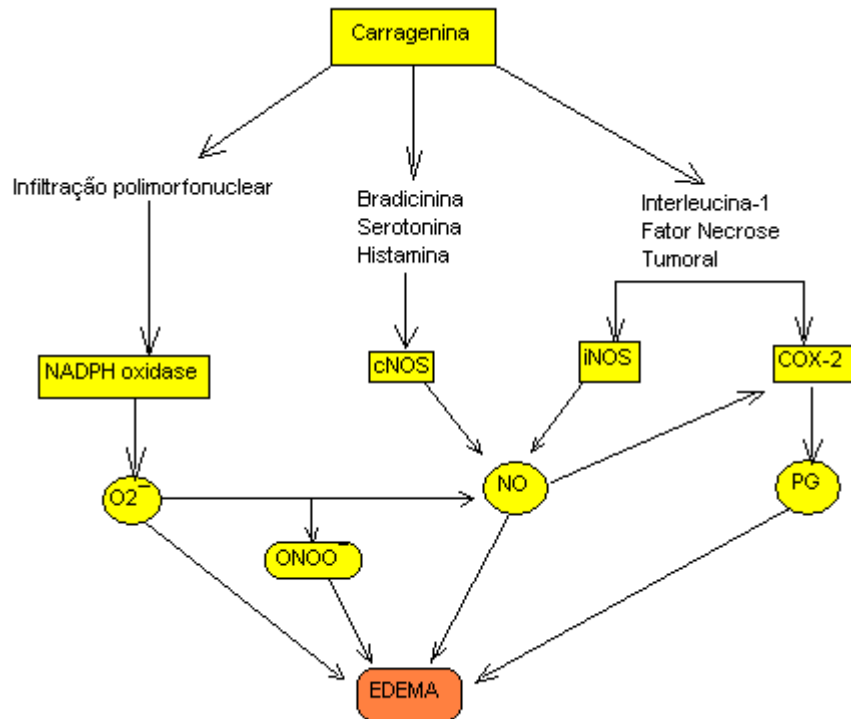 Carragenina
Infiltração polimorfonuclear
Bradicinina
Serotonina
Histamina
Interleucina-1
Fator Necrose
Tumoral
NADPH oxidase
cNOS
iNOS
COX-2
O2¯
NO
PG
ONOO¯
EDEMA